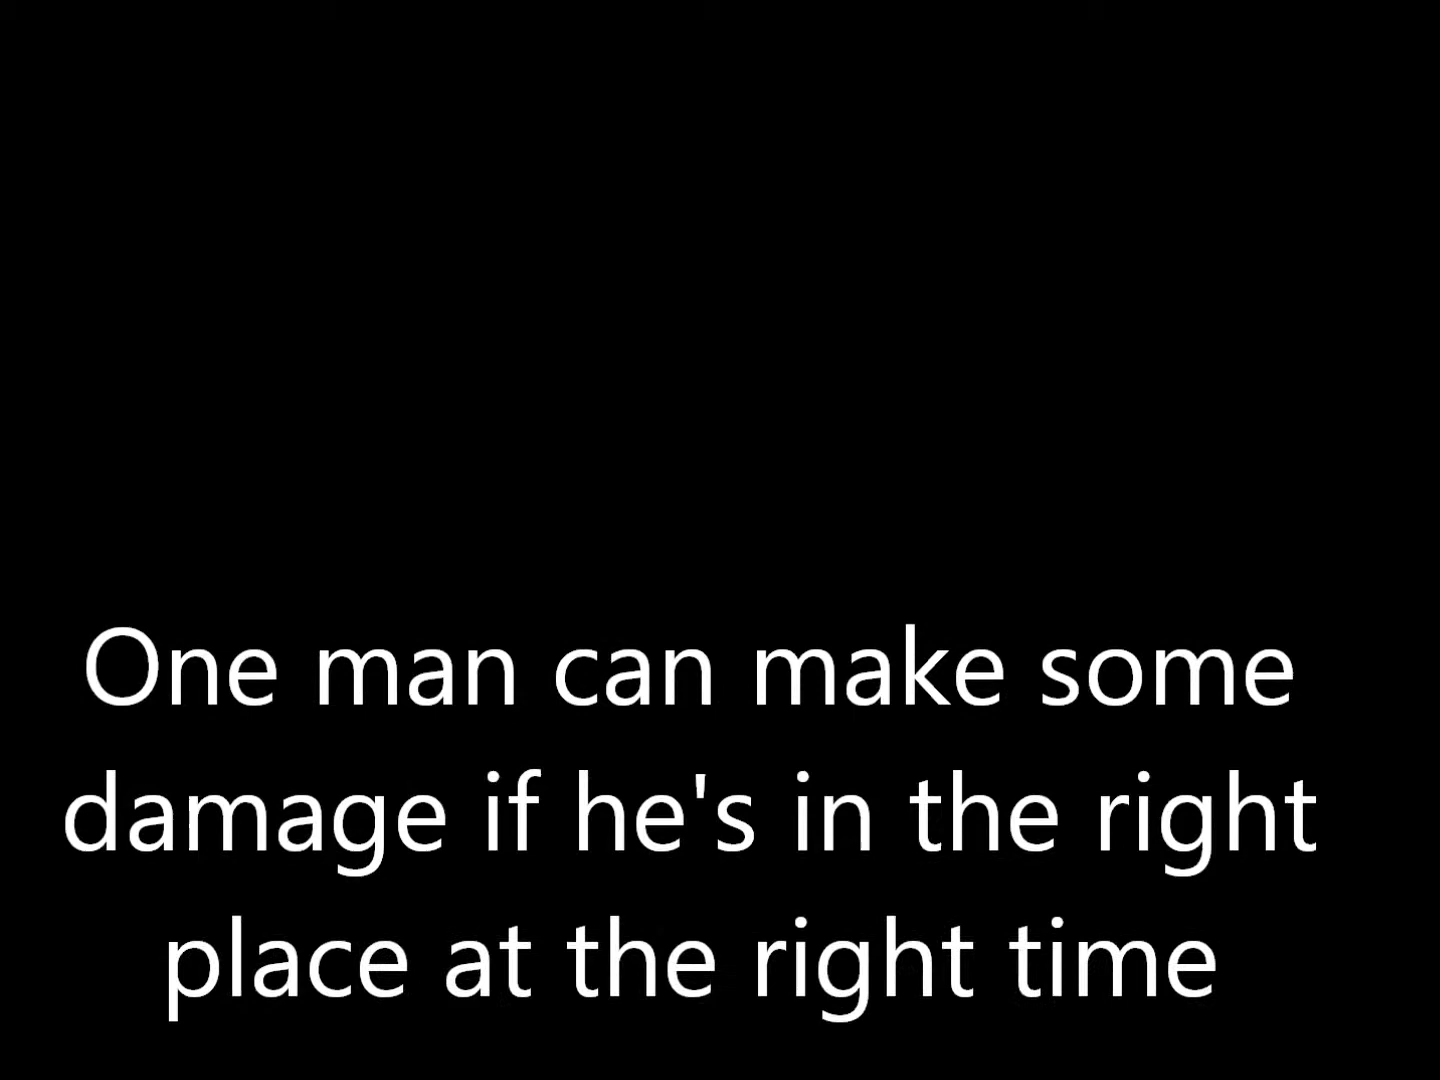 One man can make some
damage if he's in the right
place at the right time